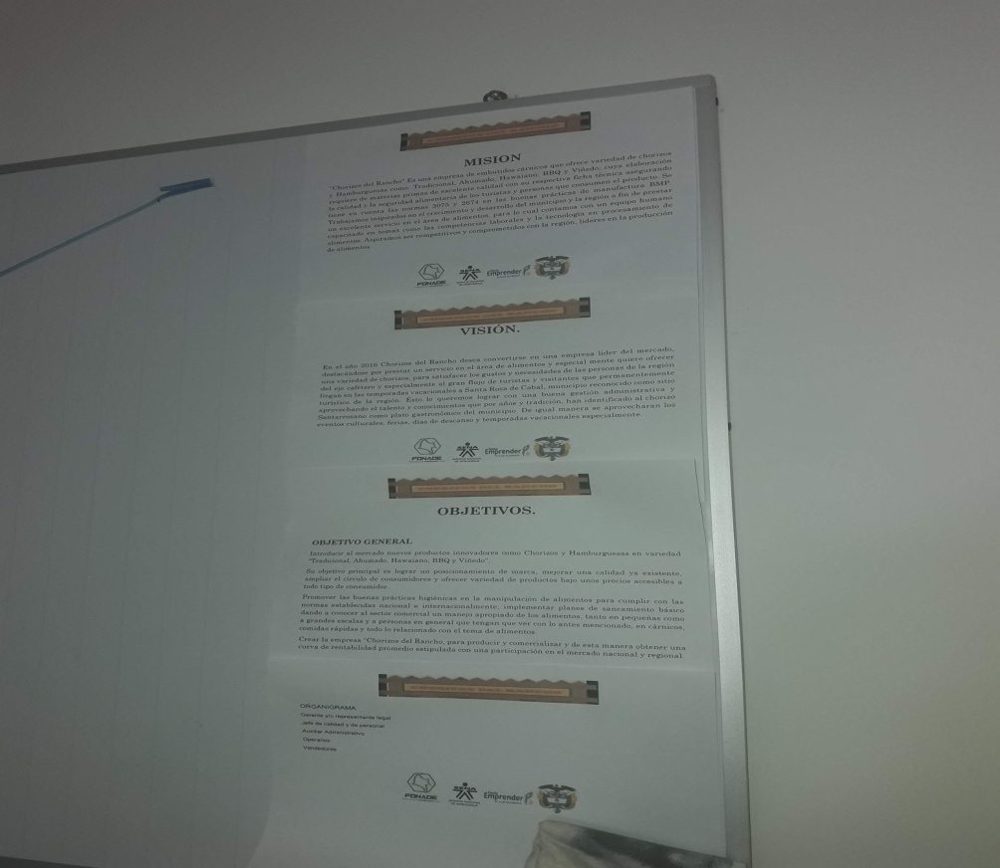 MISION
"Chorizos del Rancho" Es una empresa de embutidos cárnicos que ofrece variedad de chorizos
y Hamburguesas como: Tradicional, Ahumado, Hawaiano, BBQ y Viñedo, cuya elaboración
requiere de materias primas de excelente calidad con su respectiva ficha técnica asegurando
la calidad y la seguridad alimentaria de los turistas y personas que consumen el producto. Se
tiene en cuenta las normas 3075 y 2674 en las buenas prácticas de manufactura BMP.
Trabajamos inspirados en el crecimiento y desarrollo del municipio y la región a fin de prestar
un excelente servicio en el área de alimentos, para lo cual contamos con un equipo humano
capacitado en temas como las competencias laborales y la tecnología en procesamiento de
alimentos. Aspiramos ser competitivos y comprometidos con la región, lideres en la producción
de alimentos.
FONADE SENA Emprender
VISIÓN.
En el año 2016 Chorizos del Rancho desea convertirse en una empresa líder del mercado,
destacándose por prestar un servicio en el área de alimentos y especial mente quiere ofrecer
una variedad de chorizos, para satisfacer los gustos y necesidades de las personas de la región
del eje cafetero y especialmente al gran flujo de turistas y visitantes que permanentemente
llegan en las temporadas vacacionales a Santa Rosa de Cabal, municipio reconocido como sitio
turístico de la región. Esto lo queremos lograr con una buena gestión administrativa y
aprovechando el talento y conocimientos que por años y tradición, han identificado al chorizo
Santarrosano como plato gastronómico del municipio. De igual manera se aprovecharan los
eventos culturales, ferias, días de descanso y temporadas vacacionales especialmente
FONADE SENA Emprender
OBJETIVOS.
OBJETIVO GENERAL
Introducir al mercado nuevos productos innovadores como Chorizos y Hamburguesas en variedad
"Tradicional, Ahumado, Hawaiano, BBQ y Viñedo".
Su objetivo principal es lograr un posicionamiento de marca, mejorar una calidad ya existente,
ampliar el círculo de consumidores y ofrecer variedad de productos bajo unos precios accesibles a
todo tipo de consumidor.
Promover las buenas prácticas higiénicas en la manipulación de alimentos para cumplir con las
normas establecidas nacional e internacionalmente; implementar planes de saneamiento básico
dando a conocer al sector comercial un manejo apropiado de los alimentos, tanto en pequeñas como
a grandes escalas y a personas en general que tengan que ver con lo antes mencionado, en cárnicos,
comidas rápidas y todo lo relacionado con el tema de alimentos.
Crear la empresa "Chorizos del Rancho, para producir y comercializar y de esta manera obtener una
curva de rentabilidad promedio estipulada con una participación en el mercado nacional y regional.
ORGANIGRAMA
Gerente y/o representante legal
Jefe de calidad y de personal
Auxiliar Administrativo
Operarios
Vendedores
FONADE SENA Emprender